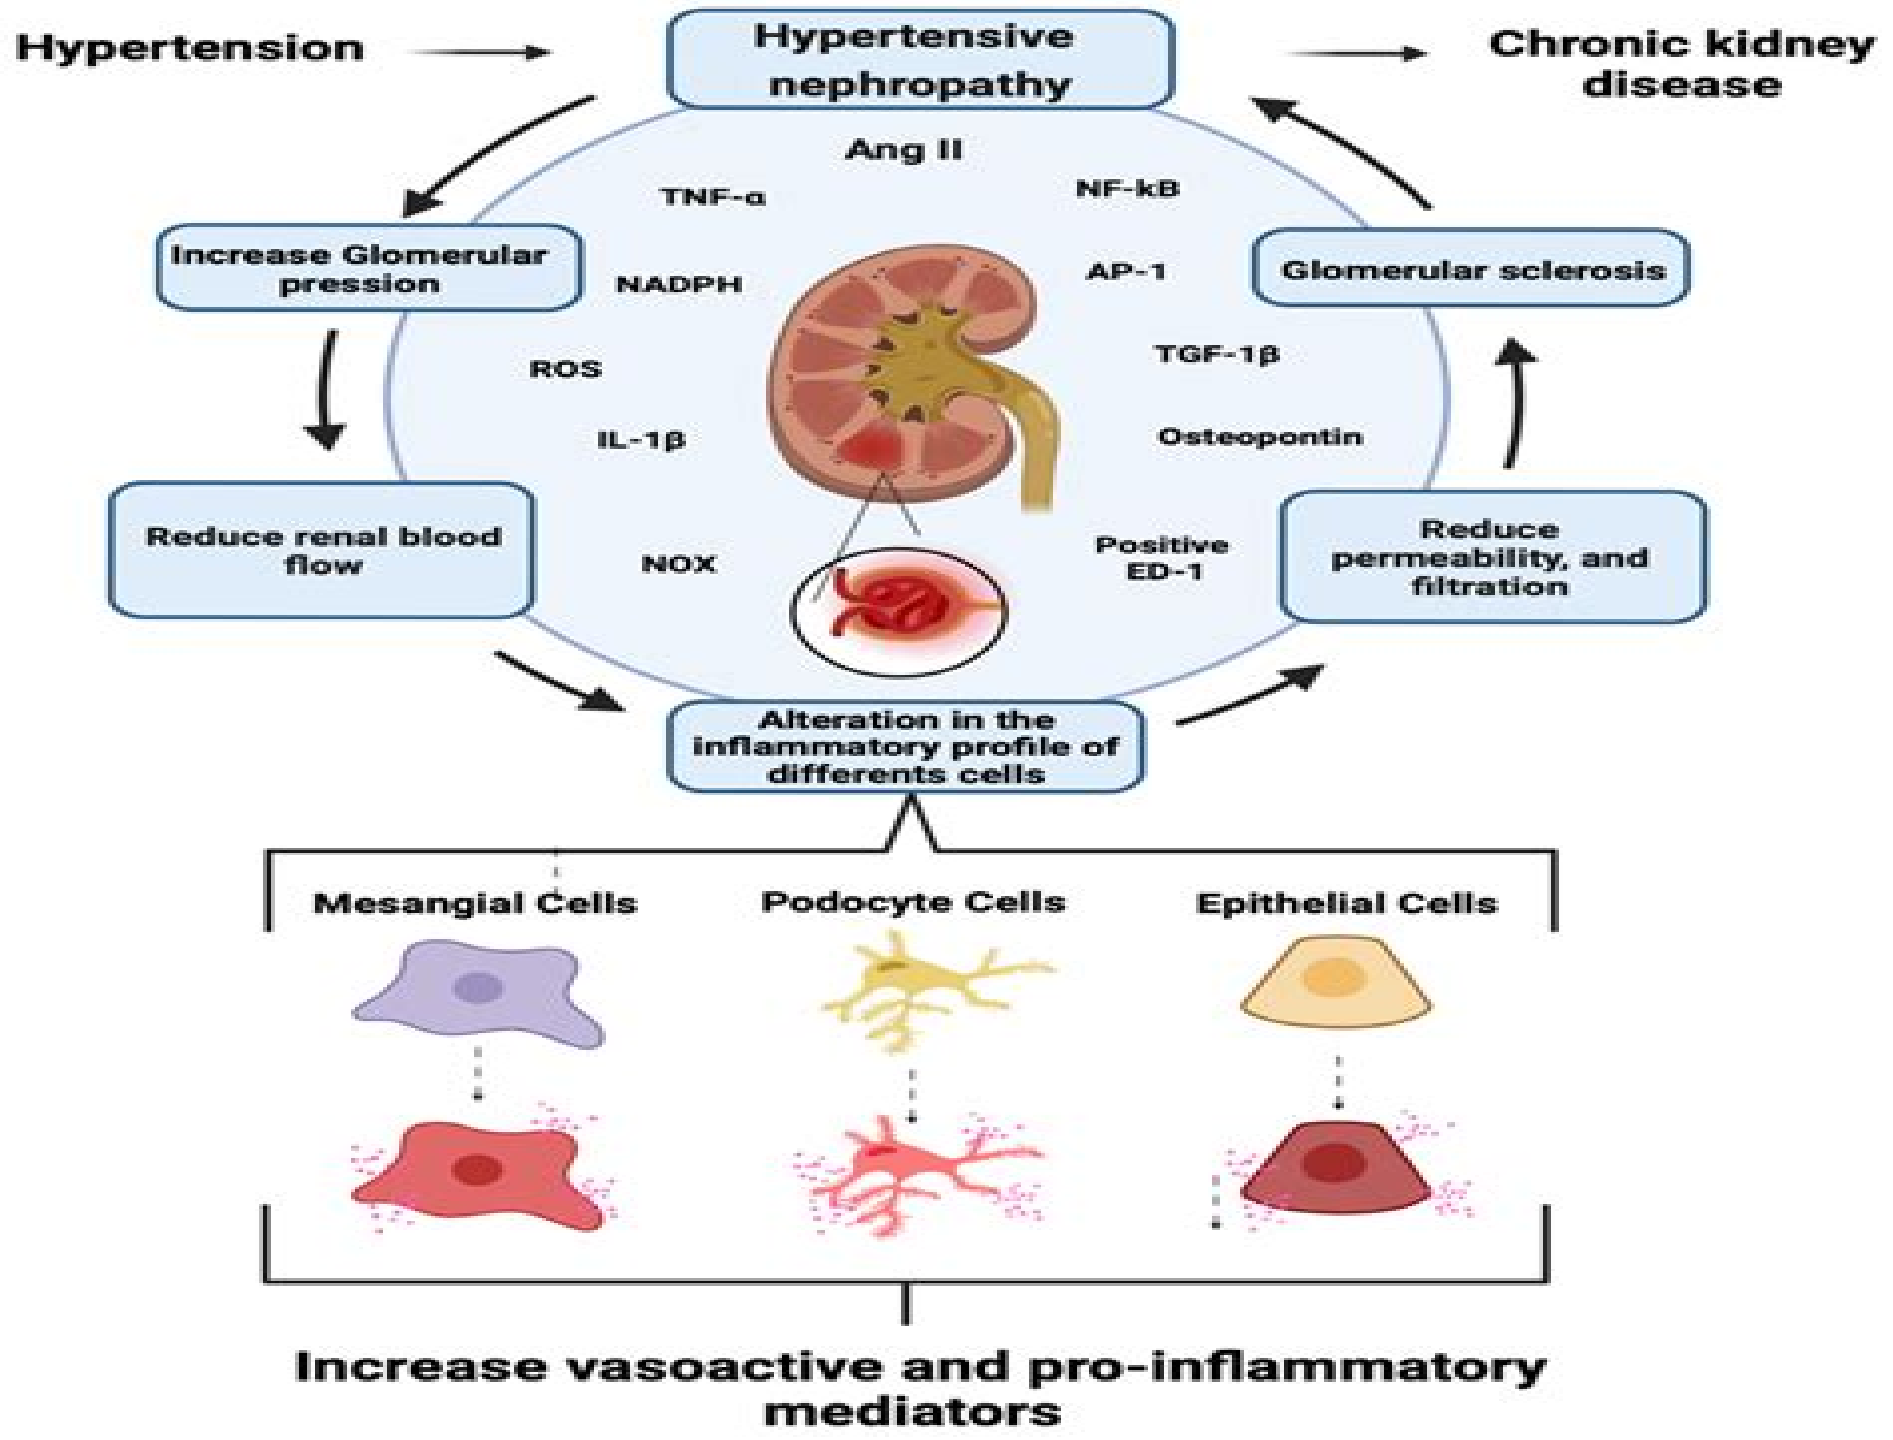 Hypertension
Hypertensive
nephropathy
Chronic kidney
disease
Ang II
TNF-α
NF-kB
Increase Glomerular
pression
NADPH
AP-1
Glomerular sclerosis
ROS
TGF-1β
IL-1β
Osteopontin
Reduce renal blood
flow
NOX
Positive
ED-1
Reduce
permeability, and
filtration
Alteration in the
inflammatory profile of
differents cells
Mesangial Cells
Podocyte Cells
Epithelial Cells
Increase vasoactive and pro-inflammatory
mediators